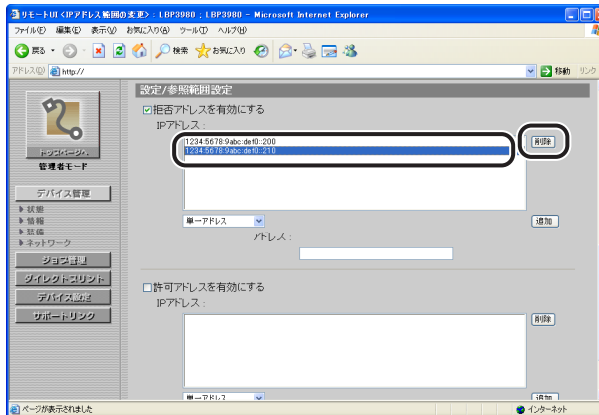 リモートUI <IPアドレス範囲の変更> : LBP3980 ; LBP3980 - Microsoft Internet Explorer
ファイル(F) 編集(E) 表示(V) お気に入り(A) ツール(T) ヘルプ(H)
戻る 検索 お気に入り
アドレス(D) http:// 移動 リンク
設定/参照範囲設定
拒否アドレスを有効にする
IPアドレス :
1234:5678:9abc:def0::200
1234:5678:9abc:def0::210
削除
単一アドレス 追加
アドレス :
許可アドレスを有効にする
IPアドレス :
削除
単一アドレス 追加
トップページへ
管理者モード
デバイス管理
状態
情報
装備
ネットワーク
ジョブ管理
ダイレクトプリント
デバイス設定
サポートリンク
ページが表示されました インターネット